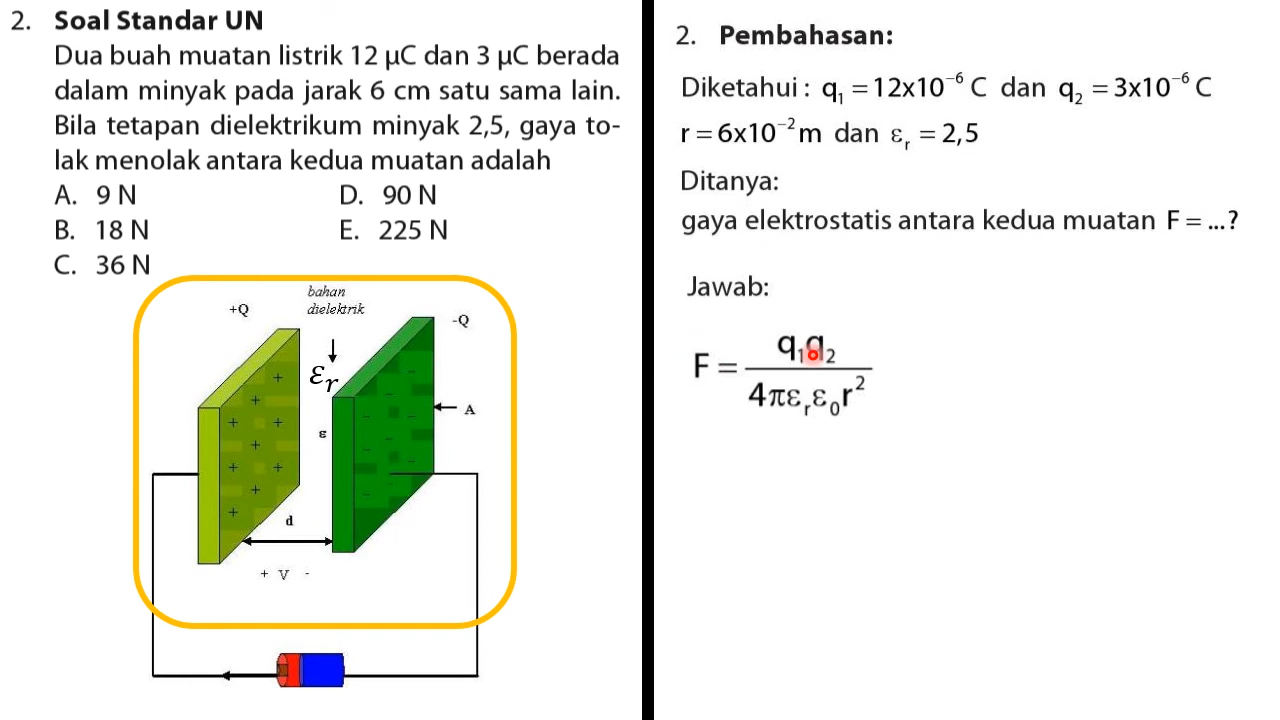 2. Soal Standar UN
Dua buah muatan listrik 12 µC dan 3 µC berada
dalam minyak pada jarak 6 cm satu sama lain.
Bila tetapan dielektrikum minyak 2,5, gaya to-
lak menolak antara kedua muatan adalah
A. 9 N
B. 18 N
C. 36 N
D. 90 N
E. 225 N
bahan
dielektrik
+Q
-Q
εr
A
ε
d
+ V -
2. Pembahasan:
Diketahui : q₁ = 12x10⁻⁶ C dan q₂ = 3x10⁻⁶ C
r = 6x10⁻² m dan εᵣ = 2,5
Ditanya:
gaya elektrostatis antara kedua muatan F = ...?
Jawab:
F = q₁q₂ / 4πεᵣε₀r²